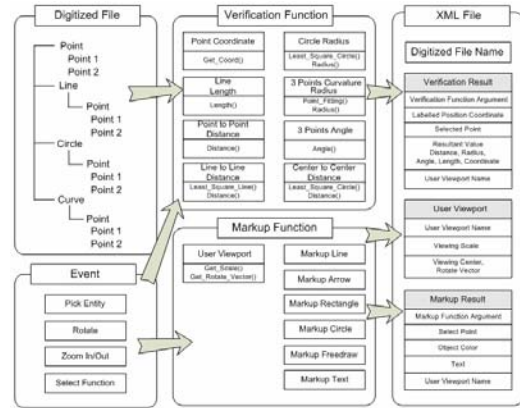 Digitized File
Point
Point 1
Point 2
Line
Point
Point 1
Point 2
Circle
Point
Point 1
Point 2
Curve
Point
Point 1
Point 2
Event
Pick Entity
Rotate
Zoom In/Out
Select Function
Verification Function
Point Coordinate
Get_Coord()
Line
Length
Length()
Point to Point
Distance
Distance()
Line to Line
Distance
Least_Square_Line()
Distance()
Circle Radius
Least_Square_Circle()
Radius()
3 Points Curvature
Radius
Point_Fitting()
Radius()
3 Points Angle
Angle()
Center to Center
Distance
Least_Square_Circle()
Distance()
Markup Function
User Viewport
Get_Scale()
Get_Rotate_Vector()
Markup Line
Markup Arrow
Markup Rectangle
Markup Circle
Markup Freedraw
Markup Text
XML File
Digitized File Name
Verification Result
Verification Function Argument
Labelled Position Coordinate
Selected Point
Resultant Value
Distance, Radius,
Angle, Length, Coordinate
User Viewport Name
User Viewport
User Viewport Name
Viewing Scale
Viewing Center,
Rotate Vector
Markup Result
Markup Function Argument
Select Point
Object Color
Text
User Viewport Name